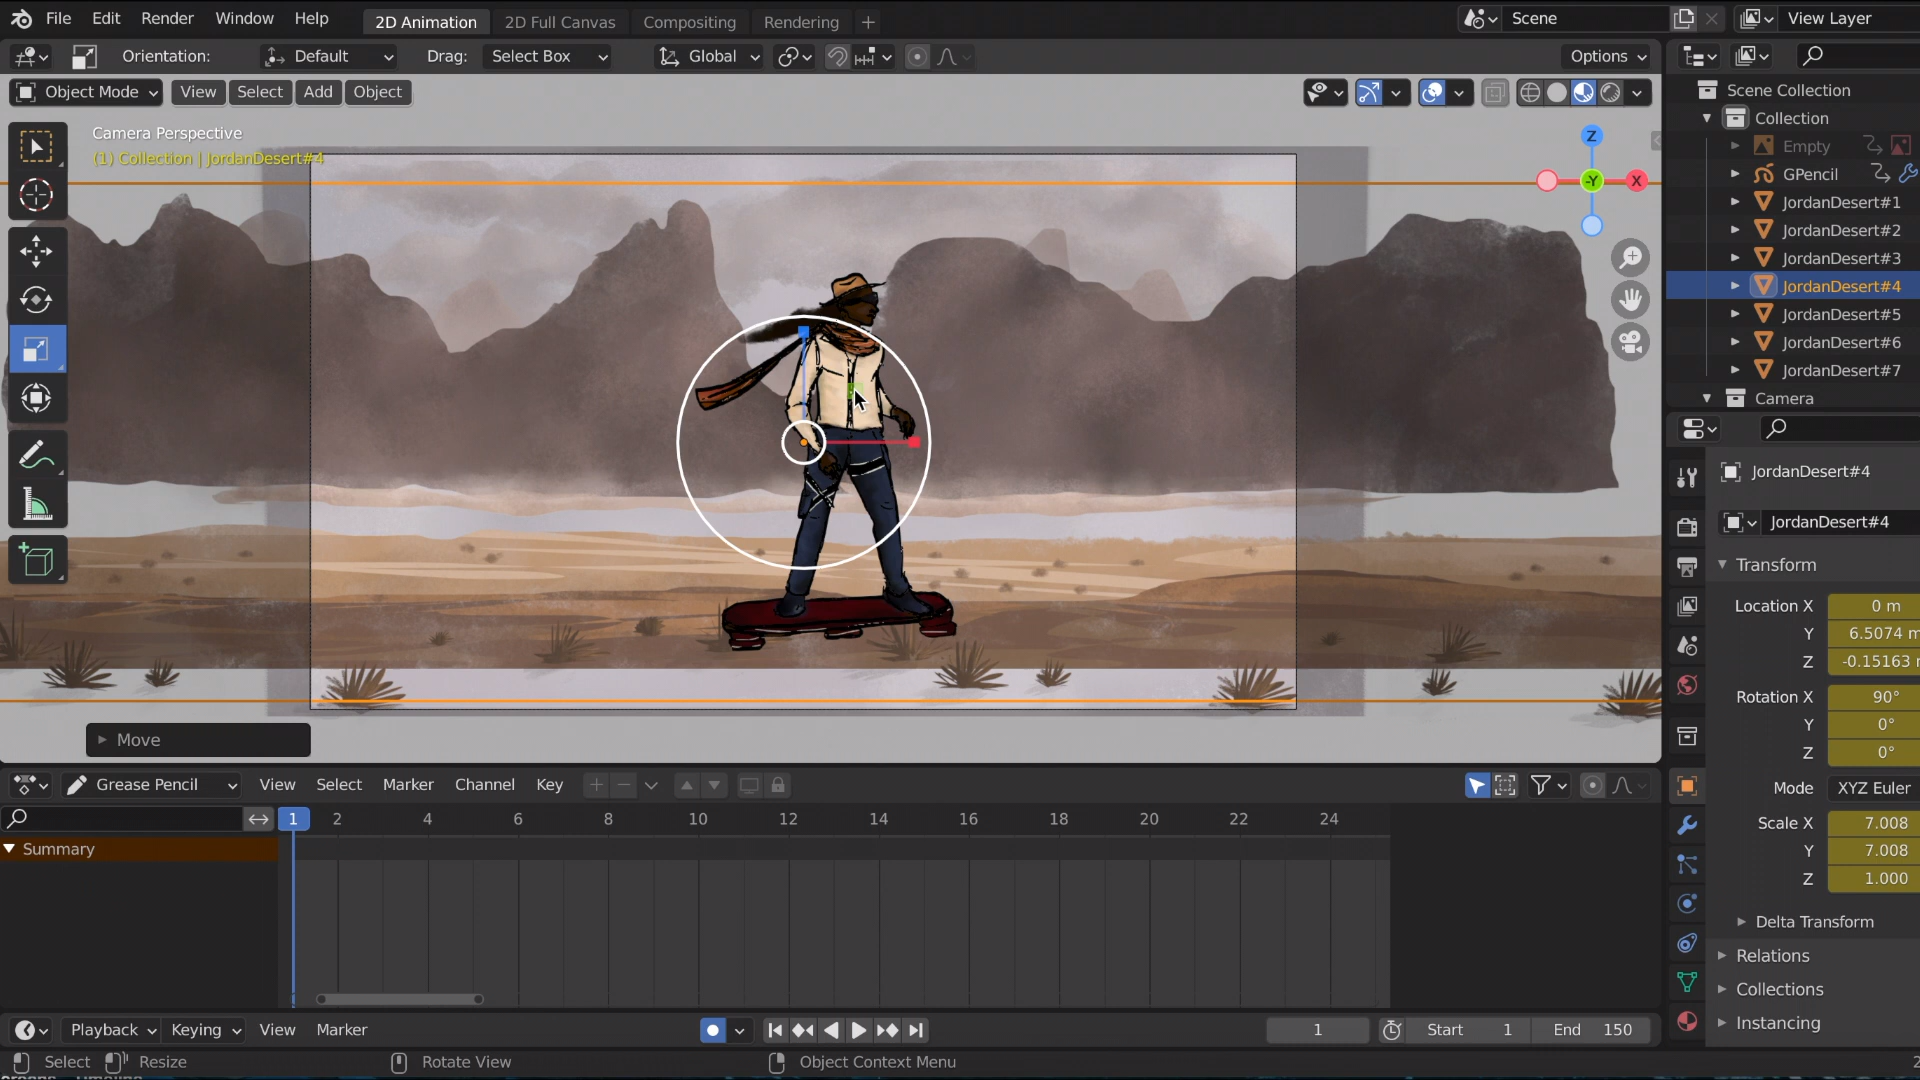 File Edit Render Window Help 2D Animation 2D Full Canvas Compositing Rendering + Scene View Layer
Orientation: Default Drag: Select Box Global Options
Object Mode View Select Add Object
Scene Collection
Camera Perspective
(1) Collection | JordanDesert#4
Z
-Y
X
Collection
Empty
GPencil
JordanDesert#1
JordanDesert#2
JordanDesert#3
JordanDesert#4
JordanDesert#5
JordanDesert#6
JordanDesert#7
Camera
JordanDesert#4
JordanDesert#4
Transform
Location X 0 m
Y 6.5074 m
Z -0.15163
Rotation X 90°
Y 0°
Z 0°
Mode XYZ Euler
Scale X 7.008
Y 7.008
Z 1.000
Delta Transform
Relations
Collections
Instancing
Move
Grease Pencil View Select Marker Channel Key
1 2 4 6 8 10 12 14 16 18 20 22 24
Summary
Playback Keying View Marker 1 Start 1 End 150
Select Resize Rotate View Object Context Menu